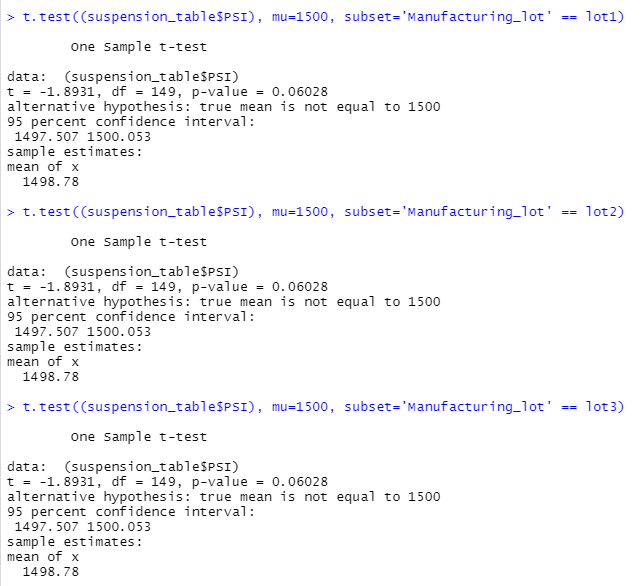 > t.test((suspension_table$PSI), mu=1500, subset='Manufacturing_lot' == lot1)
One Sample t-test
data:  (suspension_table$PSI)
t = -1.8931, df = 149, p-value = 0.06028
alternative hypothesis: true mean is not equal to 1500
95 percent confidence interval:
1497.507 1500.053
sample estimates:
mean of x
1498.78
> t.test((suspension_table$PSI), mu=1500, subset='Manufacturing_lot' == lot2)
One Sample t-test
data:  (suspension_table$PSI)
t = -1.8931, df = 149, p-value = 0.06028
alternative hypothesis: true mean is not equal to 1500
95 percent confidence interval:
1497.507 1500.053
sample estimates:
mean of x
1498.78
> t.test((suspension_table$PSI), mu=1500, subset='Manufacturing_lot' == lot3)
One Sample t-test
data:  (suspension_table$PSI)
t = -1.8931, df = 149, p-value = 0.06028
alternative hypothesis: true mean is not equal to 1500
95 percent confidence interval:
1497.507 1500.053
sample estimates:
mean of x
1498.78